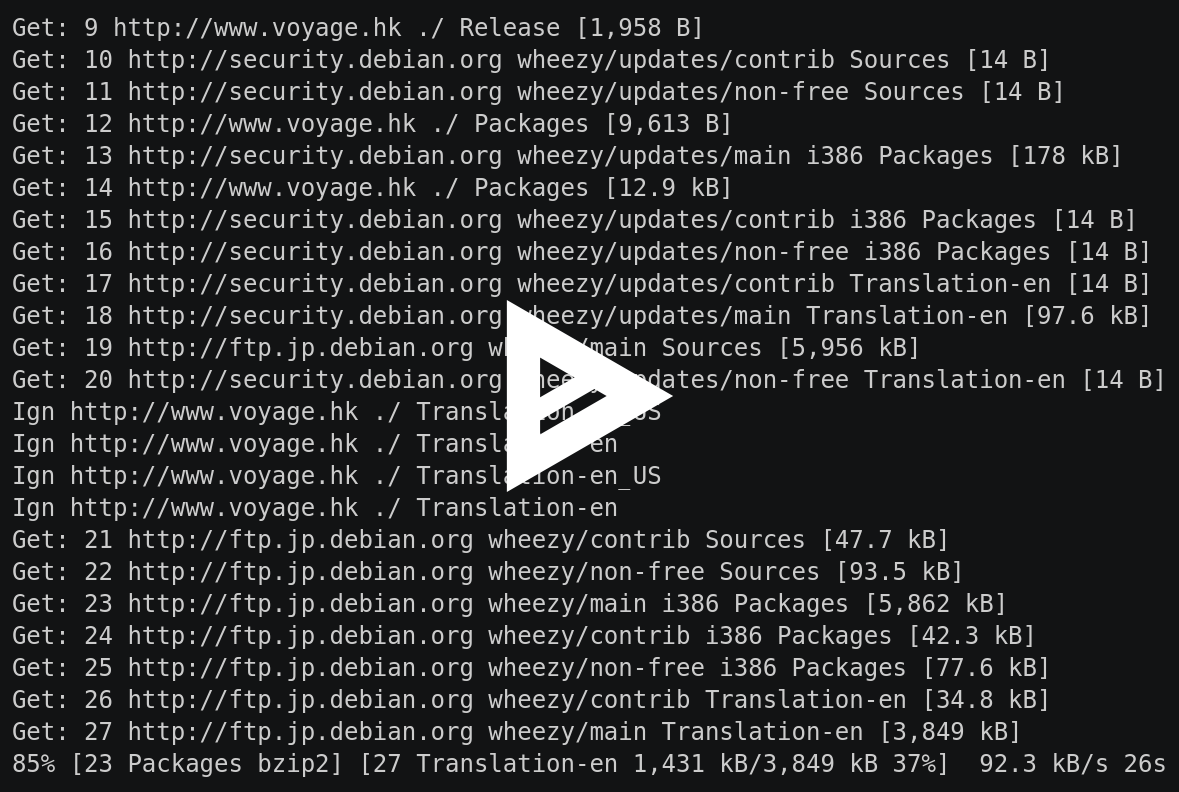 Get: 9 http://www.voyage.hk ./ Release [1,958 B]
Get: 10 http://security.debian.org wheezy/updates/contrib Sources [14 B]
Get: 11 http://security.debian.org wheezy/updates/non-free Sources [14 B]
Get: 12 http://www.voyage.hk ./ Packages [9,613 B]
Get: 13 http://security.debian.org wheezy/updates/main i386 Packages [178 kB]
Get: 14 http://www.voyage.hk ./ Packages [12.9 kB]
Get: 15 http://security.debian.org wheezy/updates/contrib i386 Packages [14 B]
Get: 16 http://security.debian.org wheezy/updates/non-free i386 Packages [14 B]
Get: 17 http://security.debian.org wheezy/updates/contrib Translation-en [14 B]
Get: 18 http://security.debian.org wheezy/updates/main Translation-en [97.6 kB]
Get: 19 http://ftp.jp.debian.org wheezy/main Sources [5,956 kB]
Get: 20 http://security.debian.org wheezy/updates/non-free Translation-en [14 B]
Ign http://www.voyage.hk ./ Translation-en_US
Ign http://www.voyage.hk ./ Translation-en
Ign http://www.voyage.hk ./ Translation-en_US
Ign http://www.voyage.hk ./ Translation-en
Get: 21 http://ftp.jp.debian.org wheezy/contrib Sources [47.7 kB]
Get: 22 http://ftp.jp.debian.org wheezy/non-free Sources [93.5 kB]
Get: 23 http://ftp.jp.debian.org wheezy/main i386 Packages [5,862 kB]
Get: 24 http://ftp.jp.debian.org wheezy/contrib i386 Packages [42.3 kB]
Get: 25 http://ftp.jp.debian.org wheezy/non-free i386 Packages [77.6 kB]
Get: 26 http://ftp.jp.debian.org wheezy/contrib Translation-en [34.8 kB]
Get: 27 http://ftp.jp.debian.org wheezy/main Translation-en [3,849 kB]
85% [23 Packages bzip2] [27 Translation-en 1,431 kB/3,849 kB 37%]  92.3 kB/s 26s